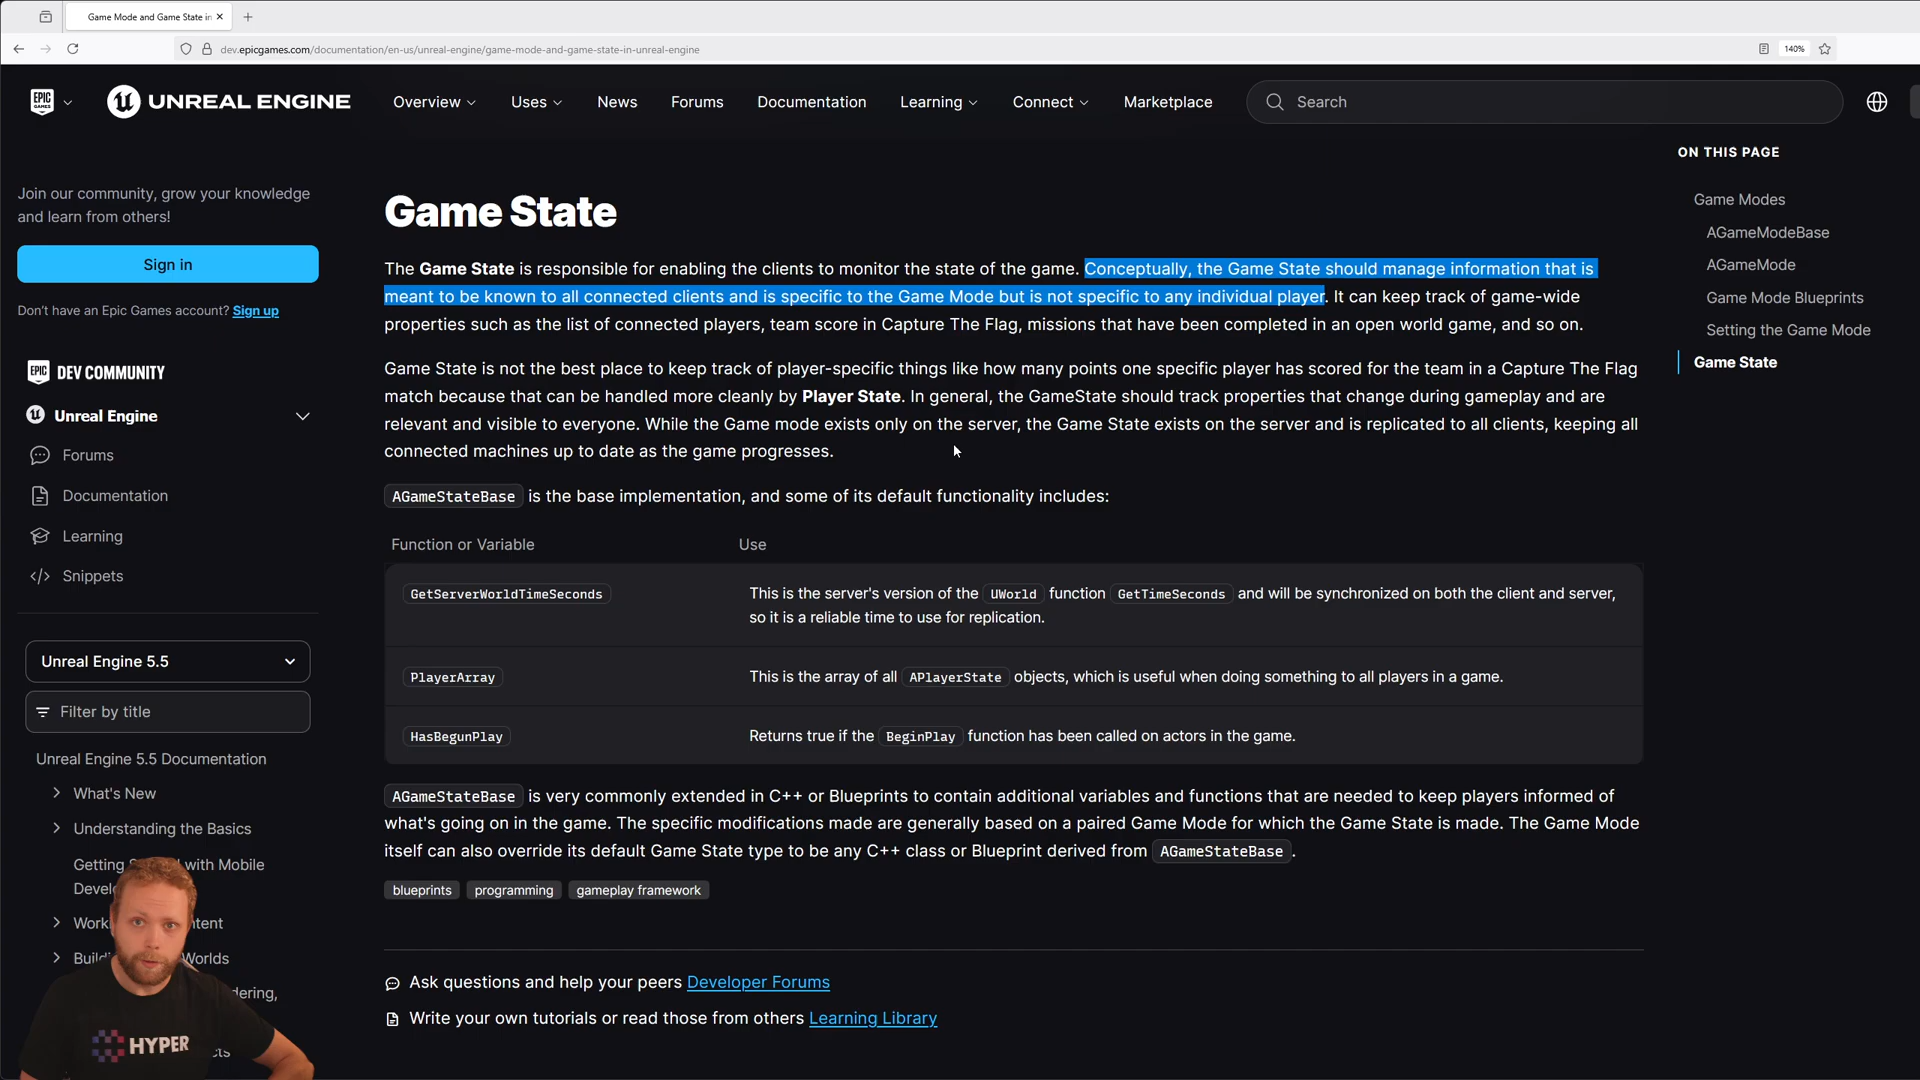 Game Mode and Game State in
dev.epicgames.com/documentation/en-us/unreal-engine/game-mode-and-game-state-in-unreal-engine
140%
EPIC GAMES
UNREAL ENGINE
Overview
Uses
News
Forums
Documentation
Learning
Connect
Marketplace
Search
Join our community, grow your knowledge
and learn from others!
Sign in
Don't have an Epic Games account? Sign up
EPIC DEV COMMUNITY
Unreal Engine
Forums
Documentation
Learning
Snippets
Unreal Engine 5.5
Filter by title
Unreal Engine 5.5 Documentation
What's New
Understanding the Basics
Getting with Mobile
Work tent
Worlds
dering,
HYPER
Game State
The Game State is responsible for enabling the clients to monitor the state of the game. Conceptually, the Game State should manage information that is
meant to be known to all connected clients and is specific to the Game Mode but is not specific to any individual player. It can keep track of game-wide
properties such as the list of connected players, team score in Capture The Flag, missions that have been completed in an open world game, and so on.
Game State is not the best place to keep track of player-specific things like how many points one specific player has scored for the team in a Capture The Flag
match because that can be handled more cleanly by Player State. In general, the GameState should track properties that change during gameplay and are
relevant and visible to everyone. While the Game mode exists only on the server, the Game State exists on the server and is replicated to all clients, keeping all
connected machines up to date as the game progresses.
AGameStateBase is the base implementation, and some of its default functionality includes:
Function or Variable Use
GetServerWorldTimeSeconds This is the server's version of the UWorld function GetTimeSeconds and will be synchronized on both the client and server,
so it is a reliable time to use for replication.
PlayerArray This is the array of all APlayerState objects, which is useful when doing something to all players in a game.
HasBegunPlay Returns true if the BeginPlay function has been called on actors in the game.
AGameStateBase is very commonly extended in C++ or Blueprints to contain additional variables and functions that are needed to keep players informed of
what's going on in the game. The specific modifications made are generally based on a paired Game Mode for which the Game State is made. The Game Mode
itself can also override its default Game State type to be any C++ class or Blueprint derived from AGameStateBase.
blueprints programming gameplay framework
Ask questions and help your peers Developer Forums
Write your own tutorials or read those from others Learning Library
ON THIS PAGE
Game Modes
AGameModeBase
AGameMode
Game Mode Blueprints
Setting the Game Mode
Game State